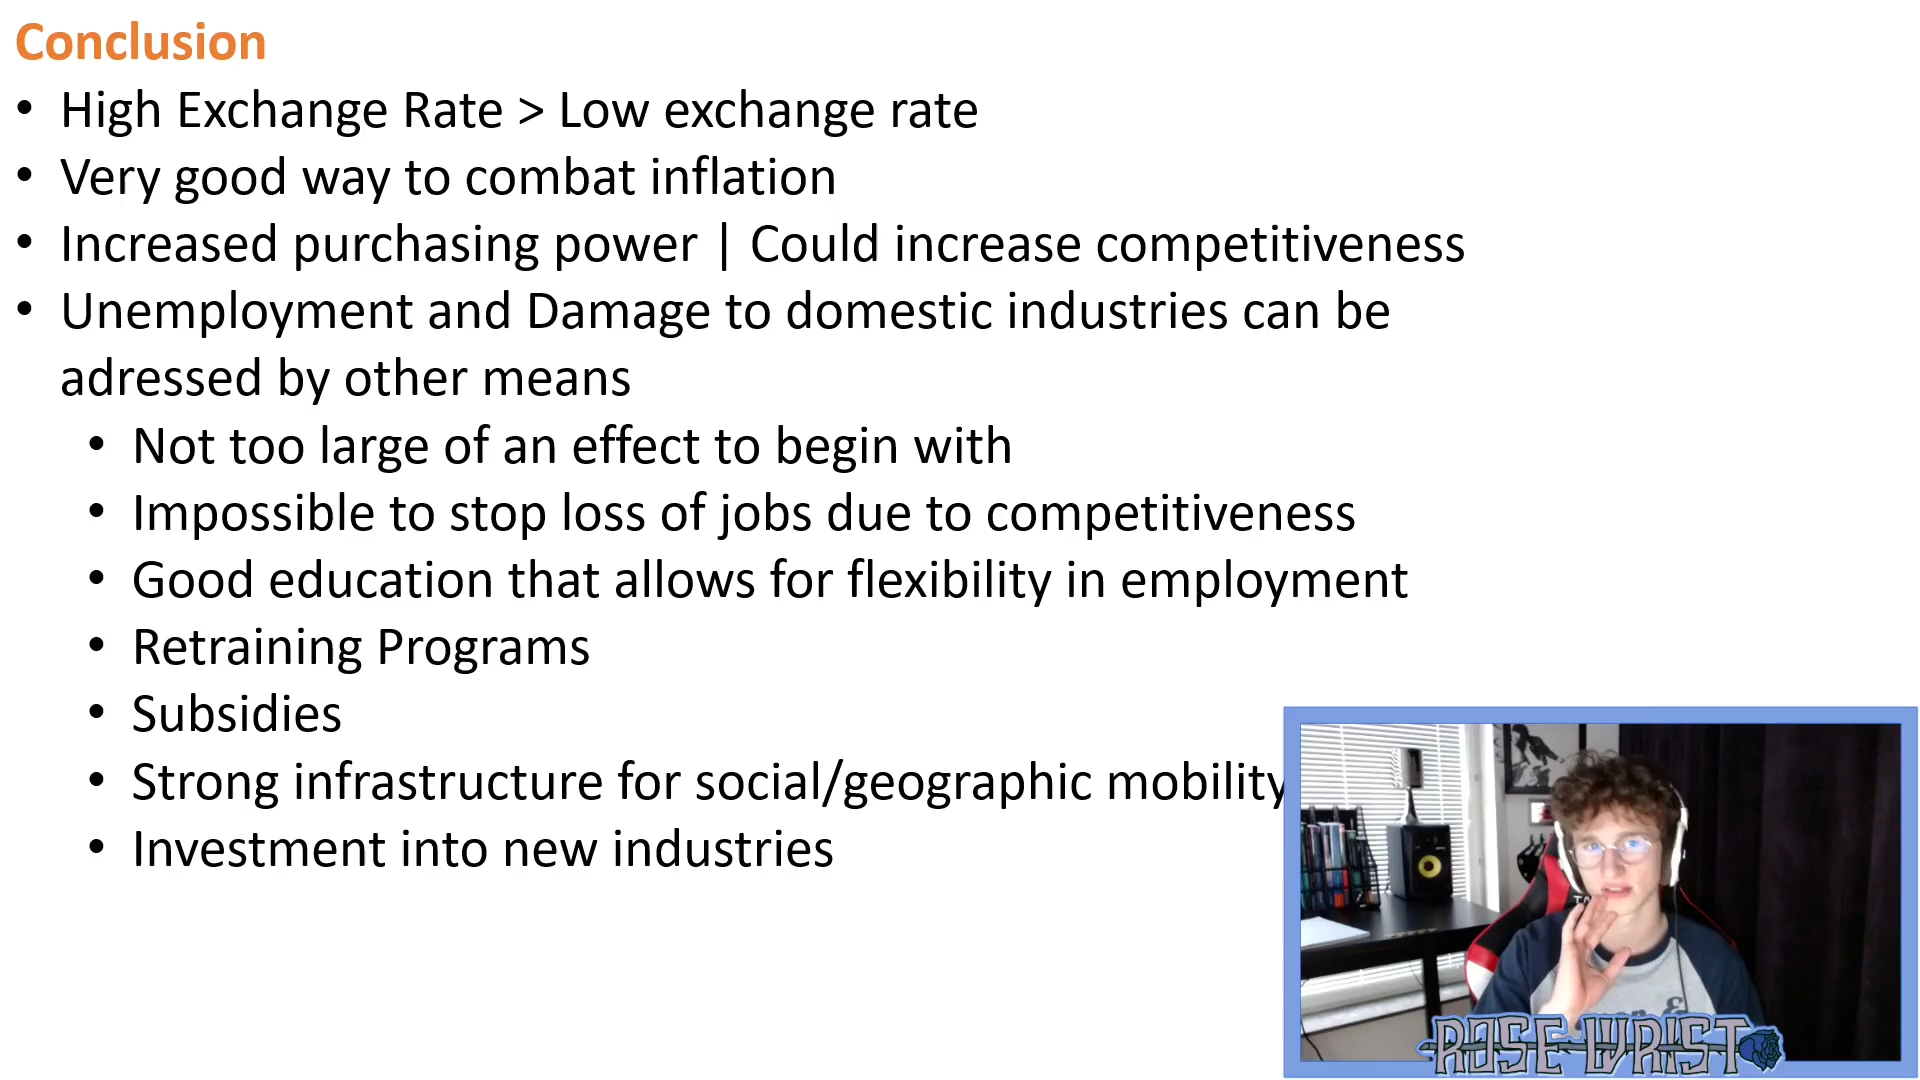 Conclusion
• High Exchange Rate > Low exchange rate
• Very good way to combat inflation
• Increased purchasing power | Could increase competitiveness
• Unemployment and Damage to domestic industries can be
adressed by other means
• Not too large of an effect to begin with
• Impossible to stop loss of jobs due to competitiveness
• Good education that allows for flexibility in employment
• Retraining Programs
• Subsidies
• Strong infrastructure for social/geographic mobility
• Investment into new industries
ROSE WRIST